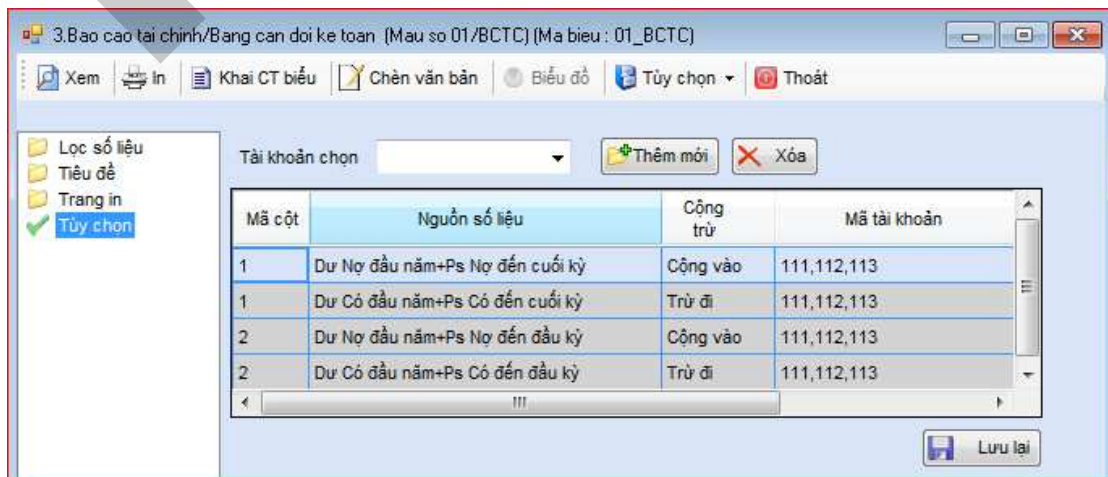 3.Bao cao tai chinh/Bang can doi ke toan (Mau so 01/BCTC) (Ma bieu : 01_BCTC)
Xem In Khai CT biểu Chèn văn bản Biểu đồ Tùy chọn Thoát
Lọc số liệu
Tiêu đề
Trang in
Tùy chọn
Tài khoản chọn Thêm mới Xóa
Mã cột Nguồn số liệu Cộng trừ Mã tài khoản
1 Dư Nợ đầu năm+Ps Nợ đến cuối kỳ Cộng vào 111,112,113
1 Dư Có đầu năm+Ps Có đến cuối kỳ Trừ đi 111,112,113
2 Dư Nợ đầu năm+Ps Nợ đến đầu kỳ Cộng vào 111,112,113
2 Dư Có đầu năm+Ps Có đến đầu kỳ Trừ đi 111,112,113
Lưu lại